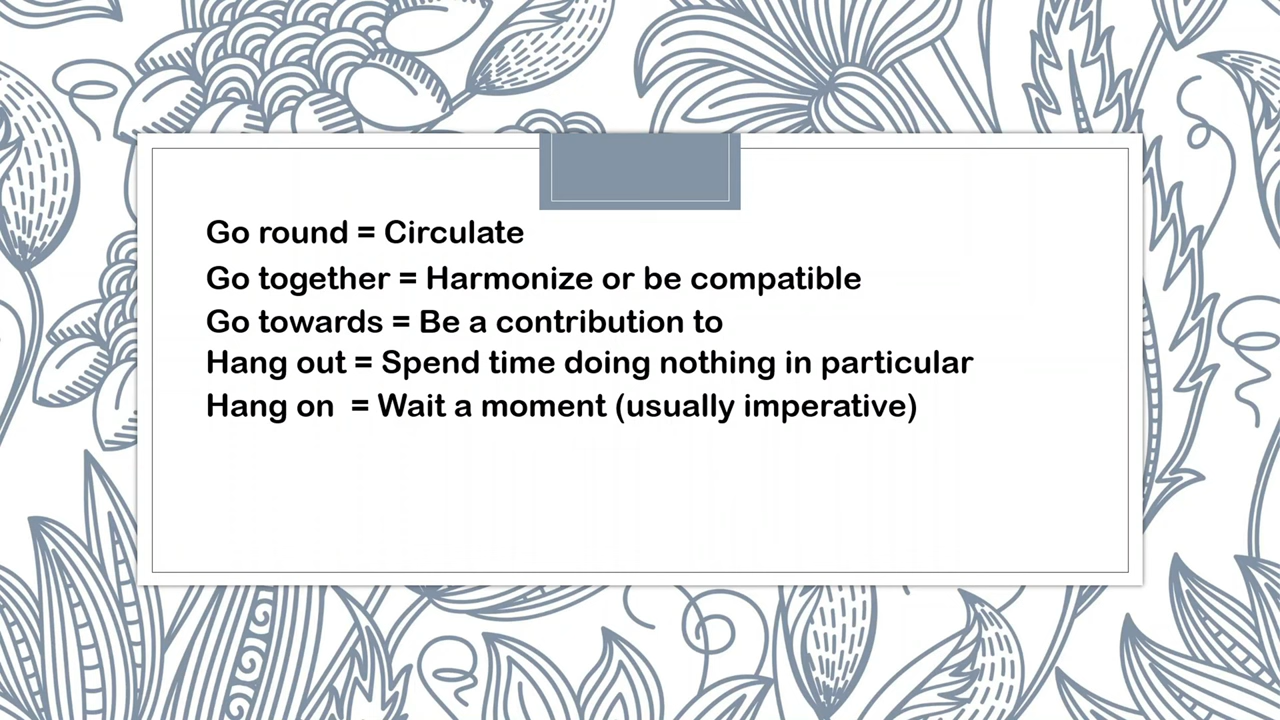 Go round = Circulate
Go together = Harmonize or be compatible
Go towards = Be a contribution to
Hang out = Spend time doing nothing in particular
Hang on  = Wait a moment (usually imperative)